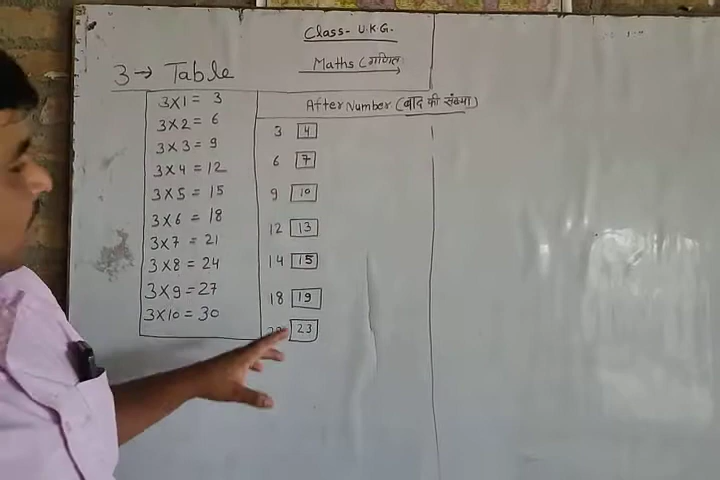 Class- U.K.G.
Maths (गणित)
3→ Table
3X1 = 3
3X2 = 6
3X3 = 9
3X4 = 12
3X5 = 15
3X6 = 18
3X7 = 21
3X8 = 24
3X9 = 27
3X10 = 30
After Number (बाद की संख्या)
3 4
6 7
9 10
12 13
14 15
18 19
23